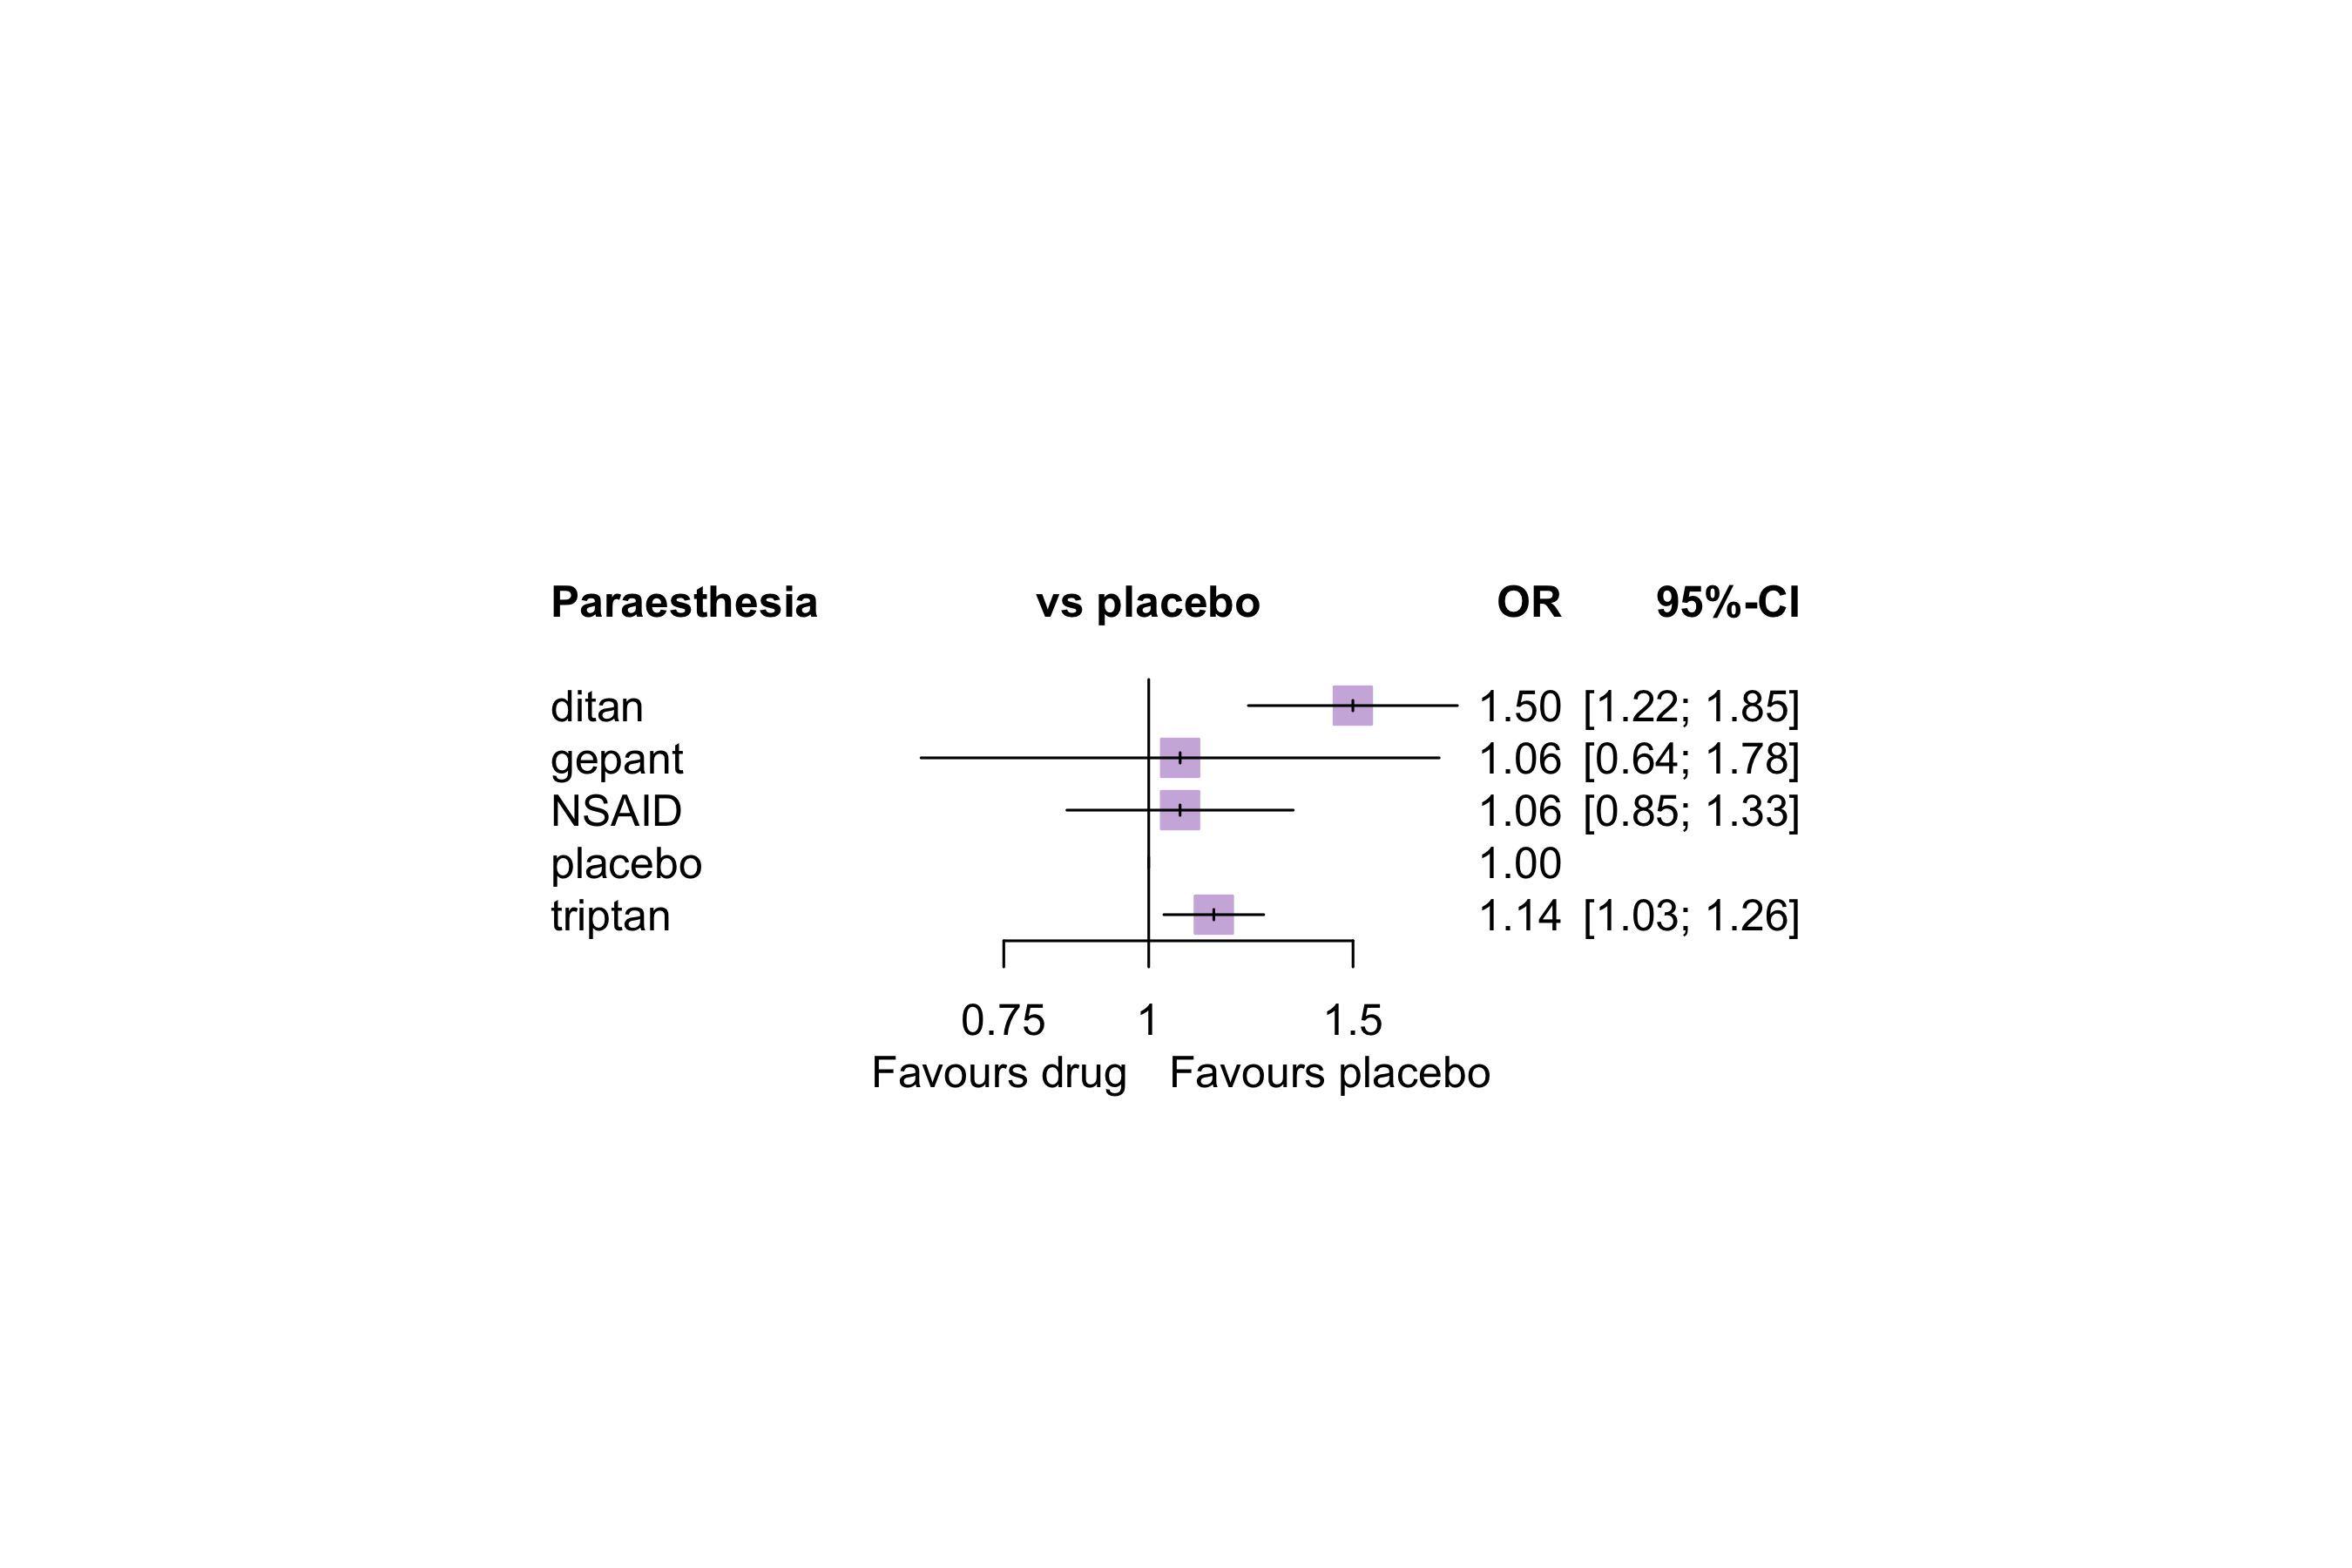 Paraesthesia vs placebo OR 95%-CI
ditan 1.50 [1.22; 1.85]
gepant 1.06 [0.64; 1.78]
NSAID 1.06 [0.85; 1.33]
placebo 1.00
triptan 1.14 [1.03; 1.26]
0.75 1 1.5
Favours drug Favours placebo